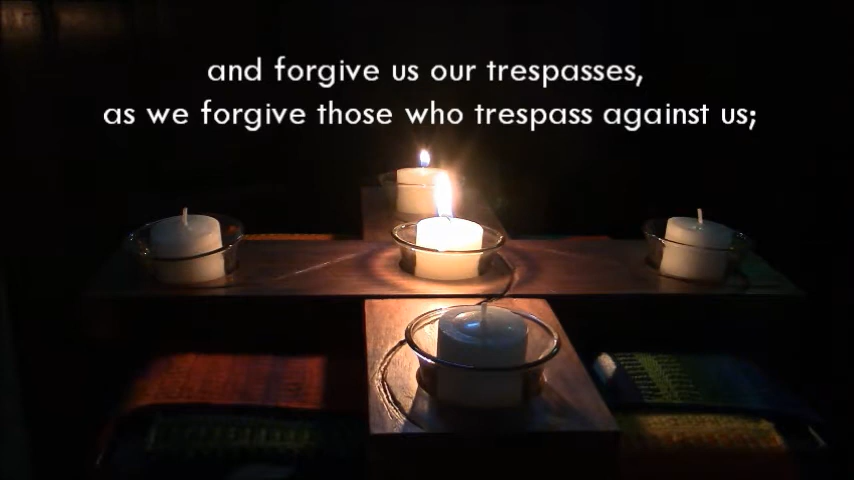 and forgive us our trespasses,
as we forgive those who trespass against us;